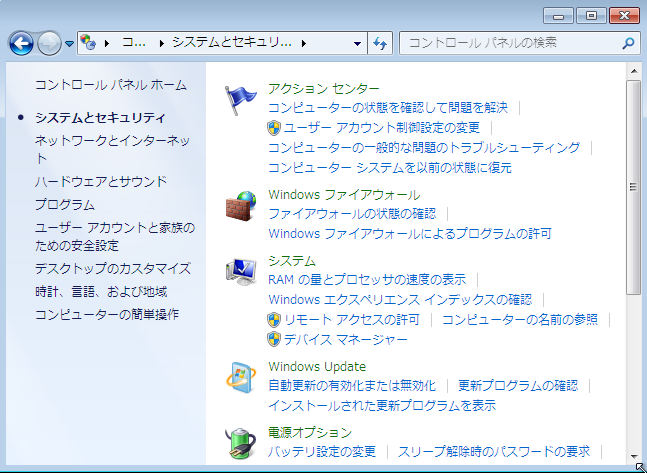 コ... システムとセキュリ...
コントロール パネルの検索
コントロール パネル ホーム
システムとセキュリティ
ネットワークとインターネッ
ト
ハードウェアとサウンド
プログラム
ユーザー アカウントと家族の
ための安全設定
デスクトップのカスタマイズ
時計、言語、および地域
コンピューターの簡単操作
アクション センター
コンピューターの状態を確認して問題を解決
ユーザー アカウント制御設定の変更
コンピューターの一般的な問題のトラブルシューティング
コンピューター システムを以前の状態に復元
Windows ファイアウォール
ファイアウォールの状態の確認
Windows ファイアウォールによるプログラムの許可
システム
RAM の量とプロセッサの速度の表示
Windows エクスペリエンス インデックスの確認
リモート アクセスの許可 コンピューターの名前の参照
デバイス マネージャー
Windows Update
自動更新の有効化または無効化 更新プログラムの確認
インストールされた更新プログラムを表示
電源オプション
バッテリ設定の変更 スリープ解除時のパスワードの要求